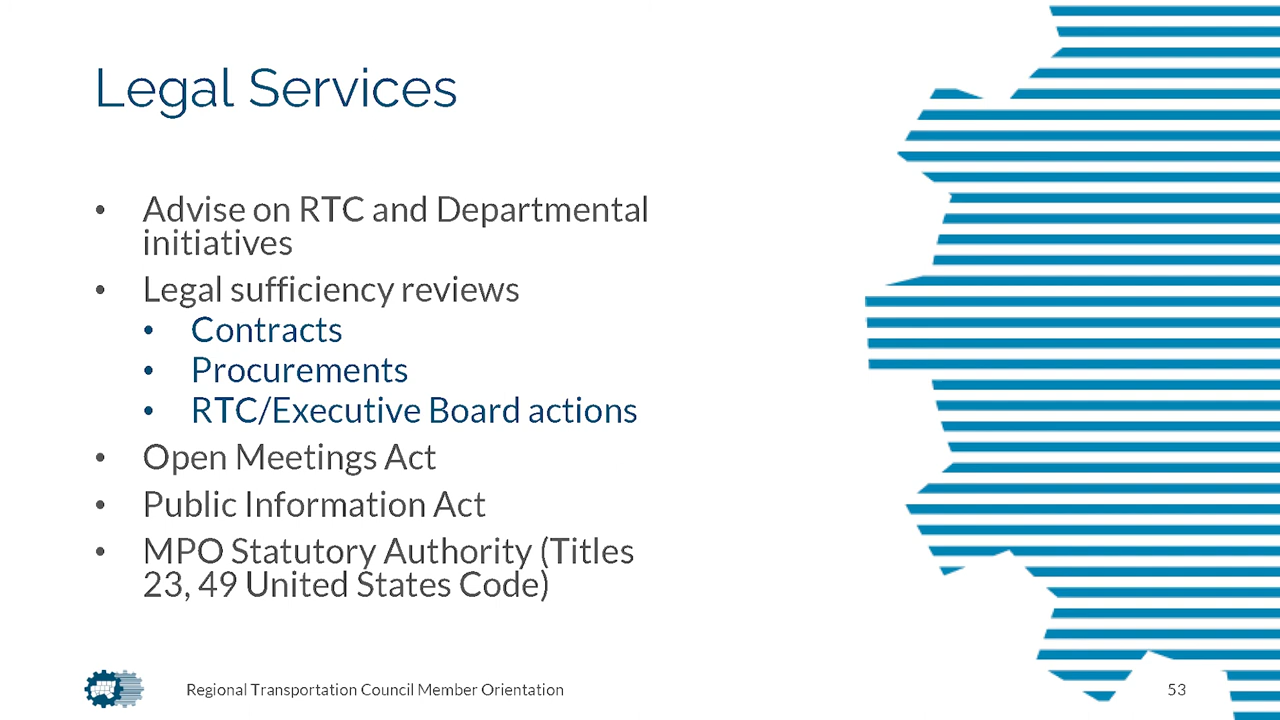 Legal Services
• Advise on RTC and Departmental
initiatives
• Legal sufficiency reviews
• Contracts
• Procurements
• RTC/Executive Board actions
• Open Meetings Act
• Public Information Act
• MPO Statutory Authority (Titles
23, 49 United States Code)
Regional Transportation Council Member Orientation
53